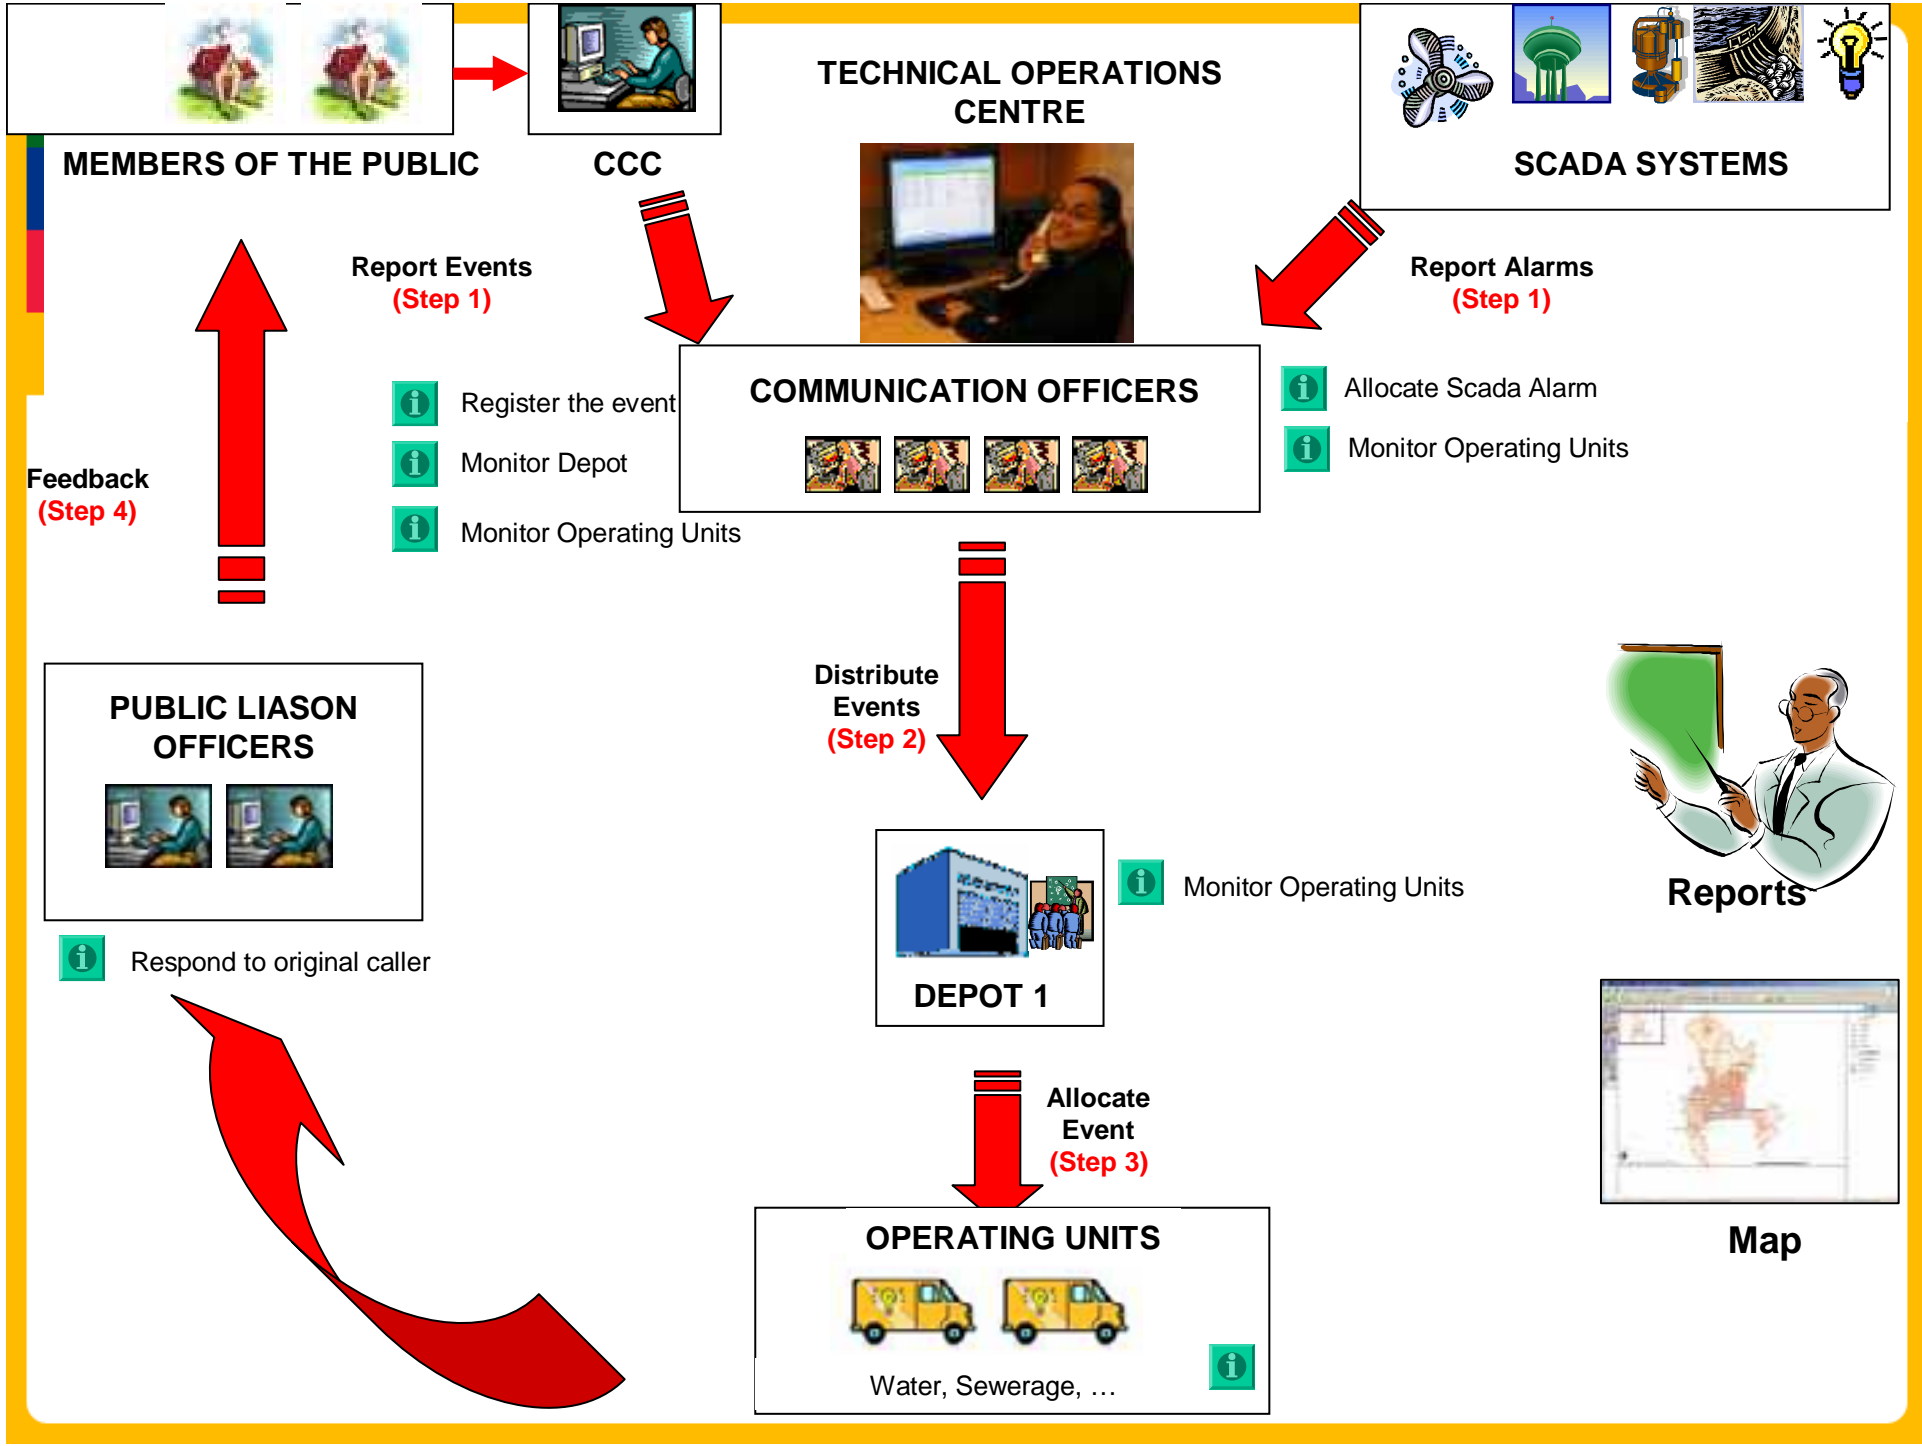 TECHNICAL OPERATIONS
CENTRE
MEMBERS OF THE PUBLIC
CCC
SCADA SYSTEMS
Report Events
(Step 1)
Report Alarms
(Step 1)
Register the event
Monitor Depot
Monitor Operating Units
COMMUNICATION OFFICERS
Allocate Scada Alarm
Monitor Operating Units
Feedback
(Step 4)
Distribute
Events
(Step 2)
PUBLIC LIASON
OFFICERS
Respond to original caller
DEPOT 1
Monitor Operating Units
Reports
Allocate
Event
(Step 3)
Map
OPERATING UNITS
Water, Sewerage, …